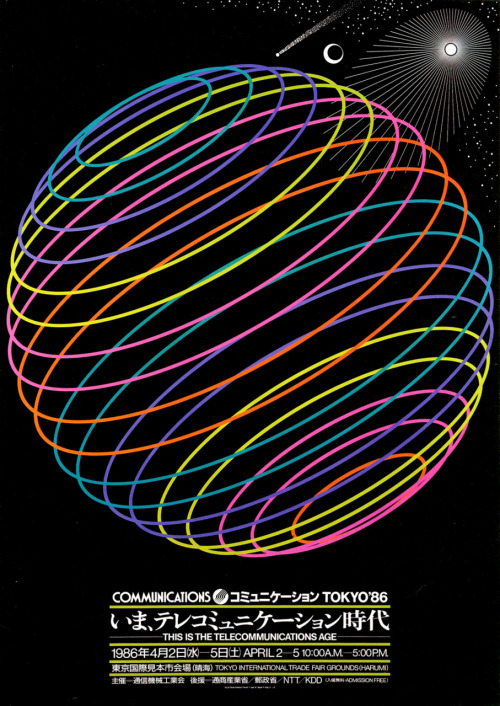 COMMUNICATIONS コミュニケーション TOKYO'86
いま、テレコミュニケーション時代
THIS IS THE TELECOMMUNICATIONS AGE
1986年4月2日(水)—5日(土) APRIL 2—5 10:00A.M.—5:00P.M.
東京国際見本市会場(晴海) TOKYO INTERNATIONAL TRADE FAIR GROUNDS(HARUMI)
主催—通信機械工業会 後援—通商産業省/郵政省/NTT/KDD (入場無料・ADMISSION FREE)